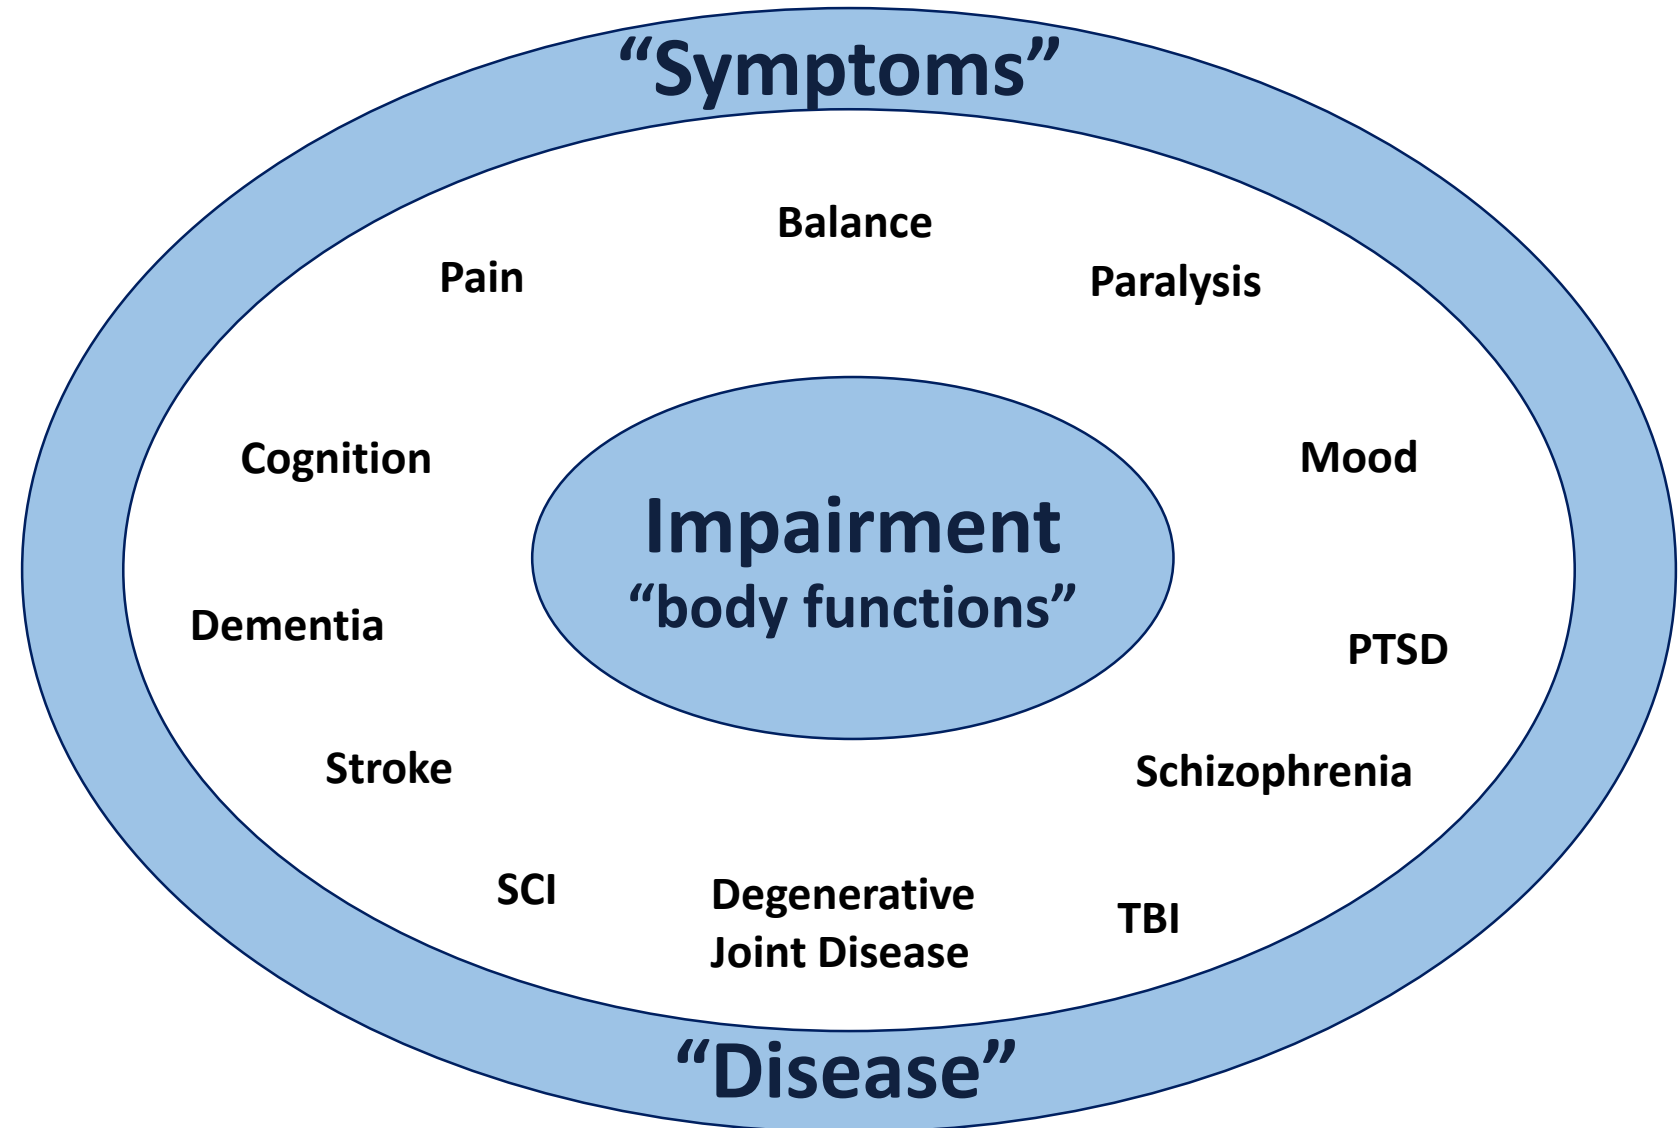 “Symptoms”
Balance
Pain
Paralysis
Cognition
Mood
Impairment
“body functions”
Dementia
PTSD
Stroke
Schizophrenia
SCI
Degenerative
Joint Disease
TBI
“Disease”